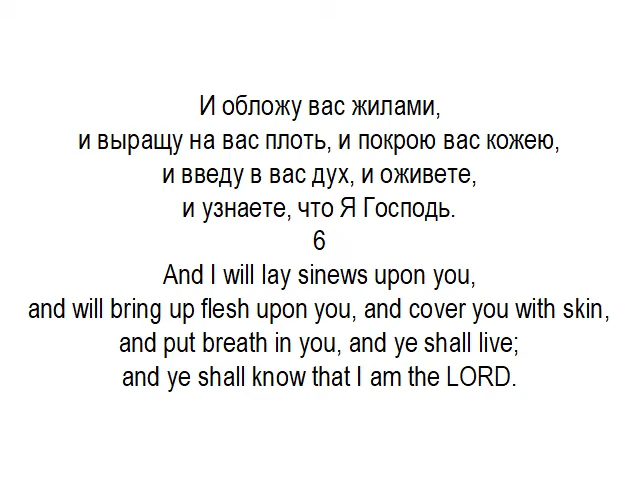 И обложу вас жилами,
и выращу на вас плоть, и покрою вас кожею,
и введу в вас дух, и оживете,
и узнаете, что Я Господь.
6
And I will lay sinews upon you,
and will bring up flesh upon you, and cover you with skin,
and put breath in you, and ye shall live;
and ye shall know that I am the LORD.